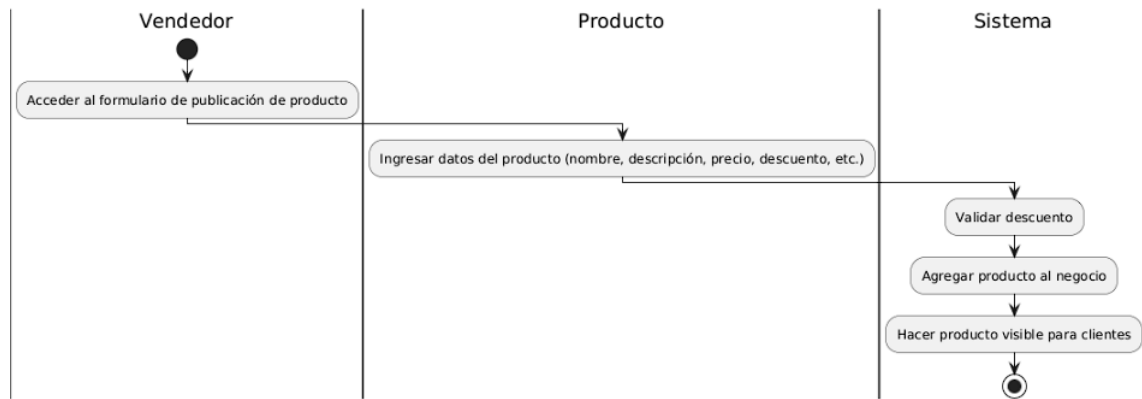 Vendedor
Producto
Sistema
Acceder al formulario de publicación de producto
Ingresar datos del producto (nombre, descripción, precio, descuento, etc.)
Validar descuento
Agregar producto al negocio
Hacer producto visible para clientes